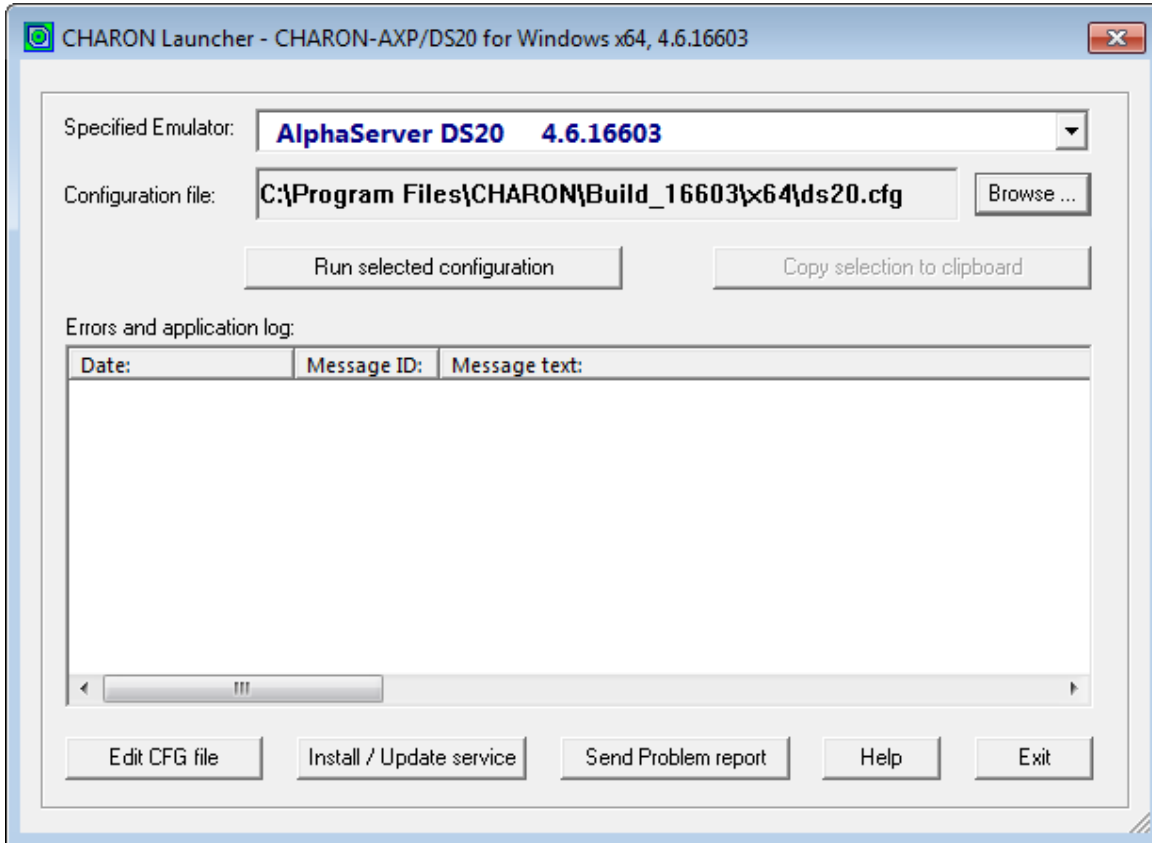 CHARON Launcher - CHARON-AXP/DS20 for Windows x64, 4.6.16603
Specified Emulator: AlphaServer DS20 4.6.16603
Configuration file: C:\Program Files\CHARON\Build_16603\x64\ds20.cfg Browse ...
Run selected configuration Copy selection to clipboard
Errors and application log:
Date: Message ID: Message text:
Edit CFG file Install / Update service Send Problem report Help Exit